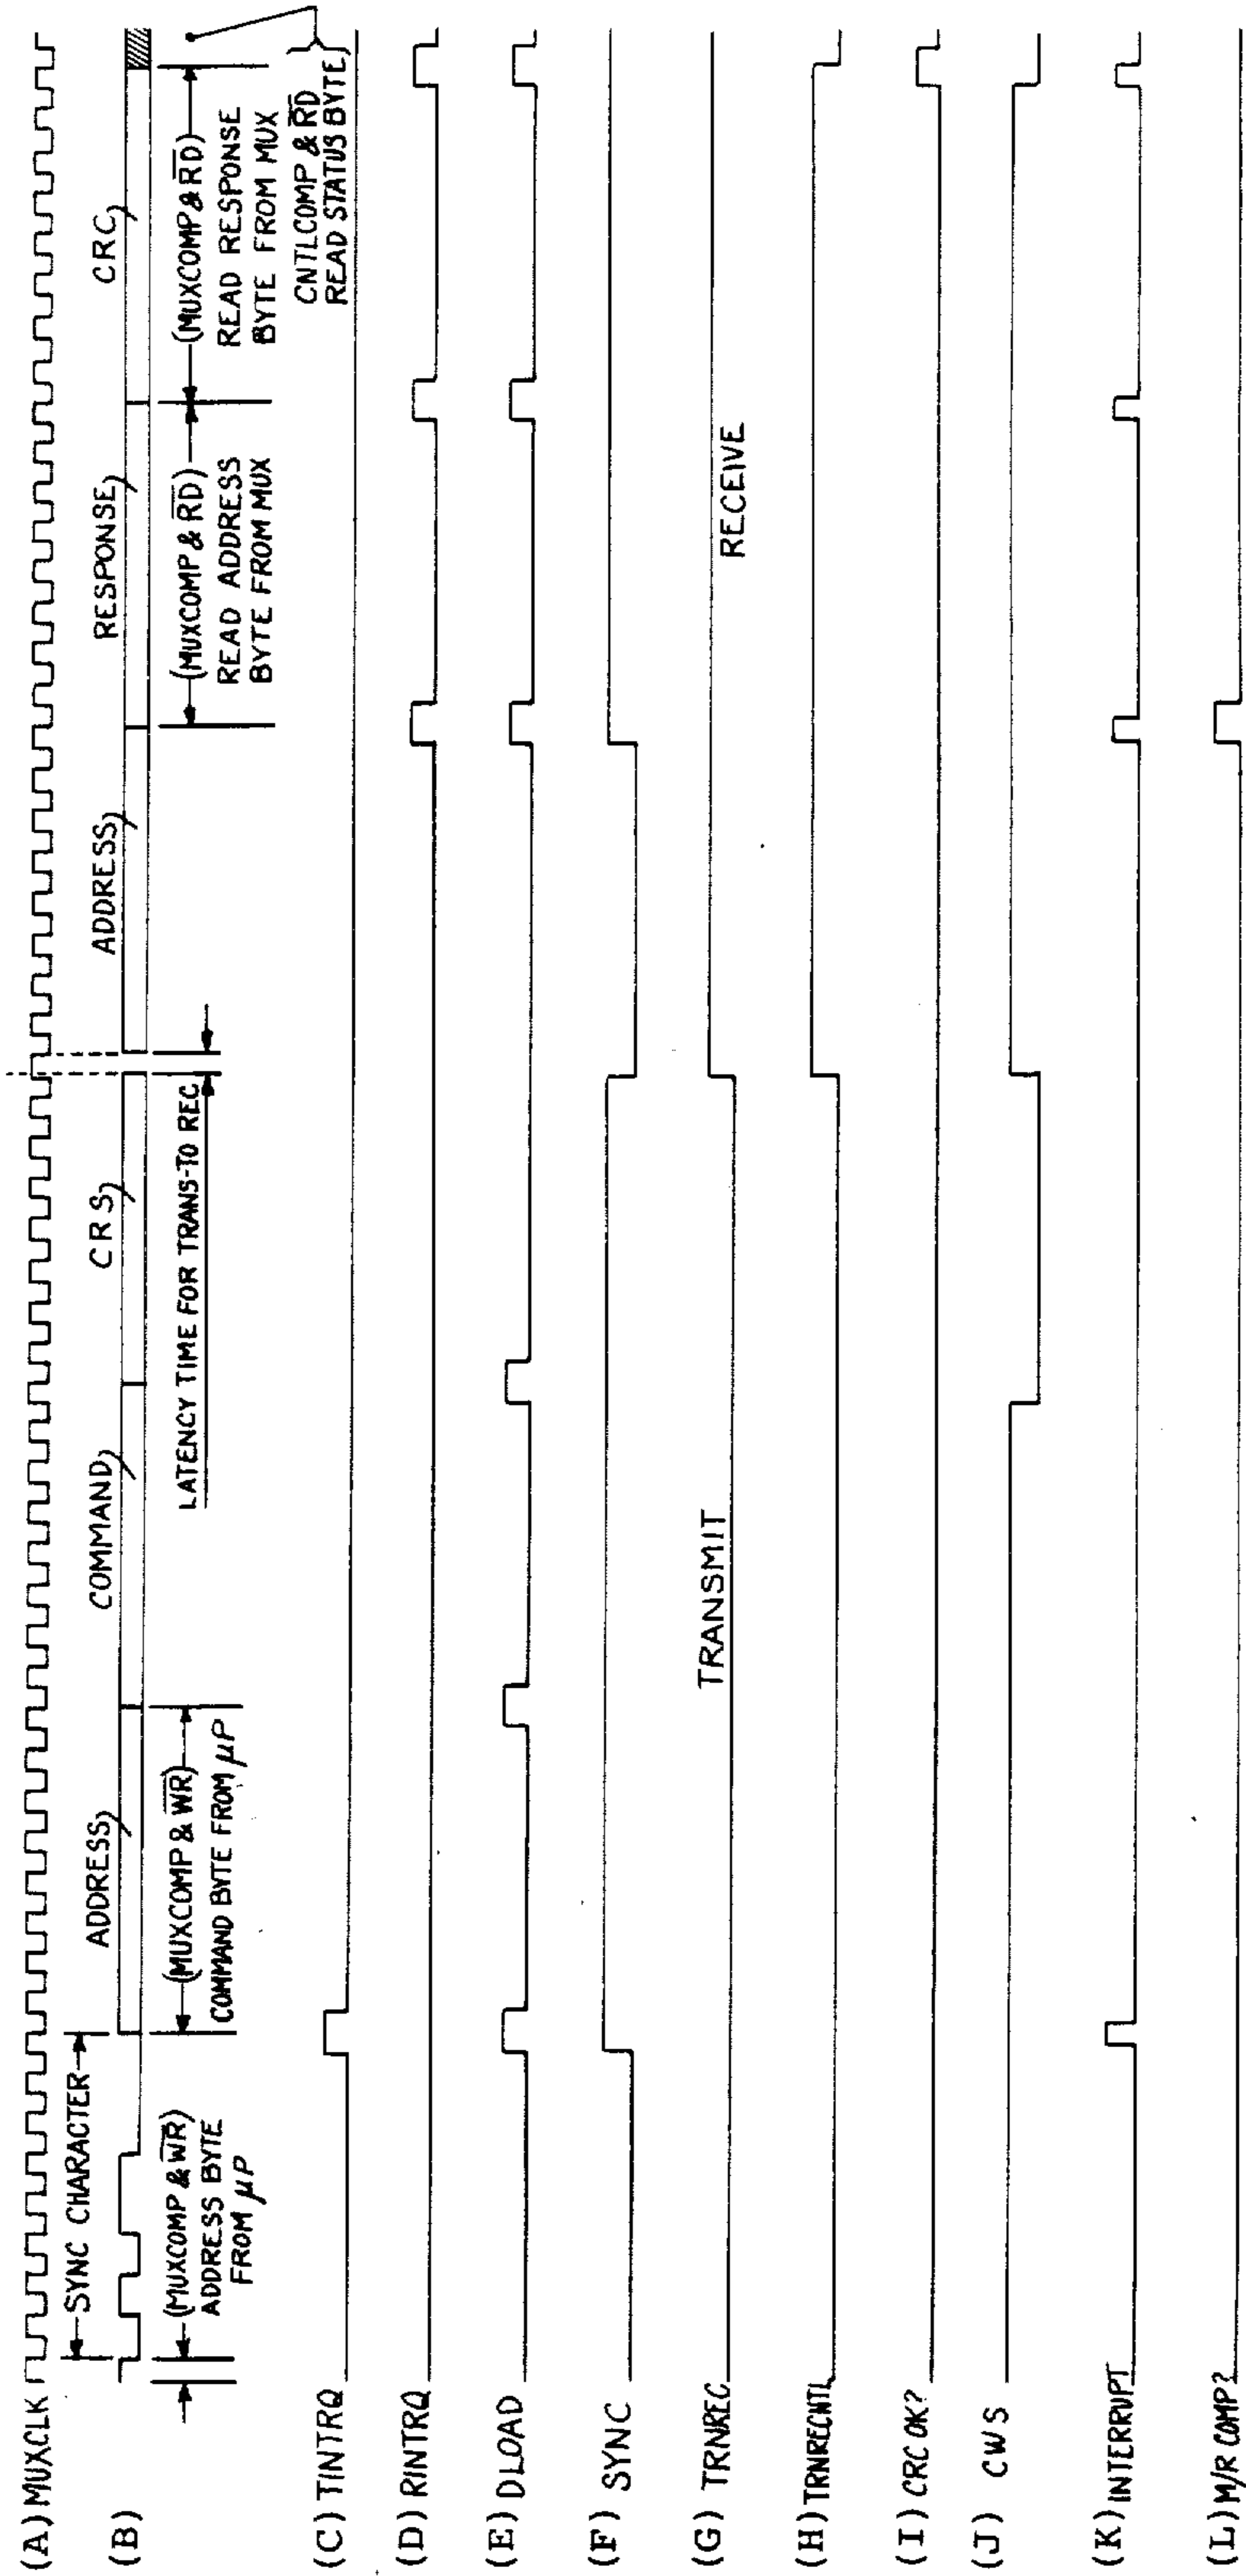 (A) MUXCLK
SYNC CHARACTER
(B)
ADDRESS
COMMAND
CRS
ADDRESS
RESPONSE
CRC
(MUXCOMP & WR)
ADDRESS BYTE
FROM μP
(MUXCOMP & WR)
COMMAND BYTE FROM μP
LATENCY TIME FOR TRANS-TO REC
(MUXCOMP & RD)
READ ADDRESS
BYTE FROM MUX
(MUXCOMP & RD)
READ RESPONSE
BYTE FROM MUX
CNTLCOMP & RD
READ STATUS BYTE
(C) TINTRQ
(D) RINTRQ
(E) DLOAD
(F) SYNC
(G) TRNREC
TRANSMIT
RECEIVE
(H) TRNRECNTL
(I) CRC OK?
(J) CWS
(K) INTERRUPT
(L) M/R COMP?